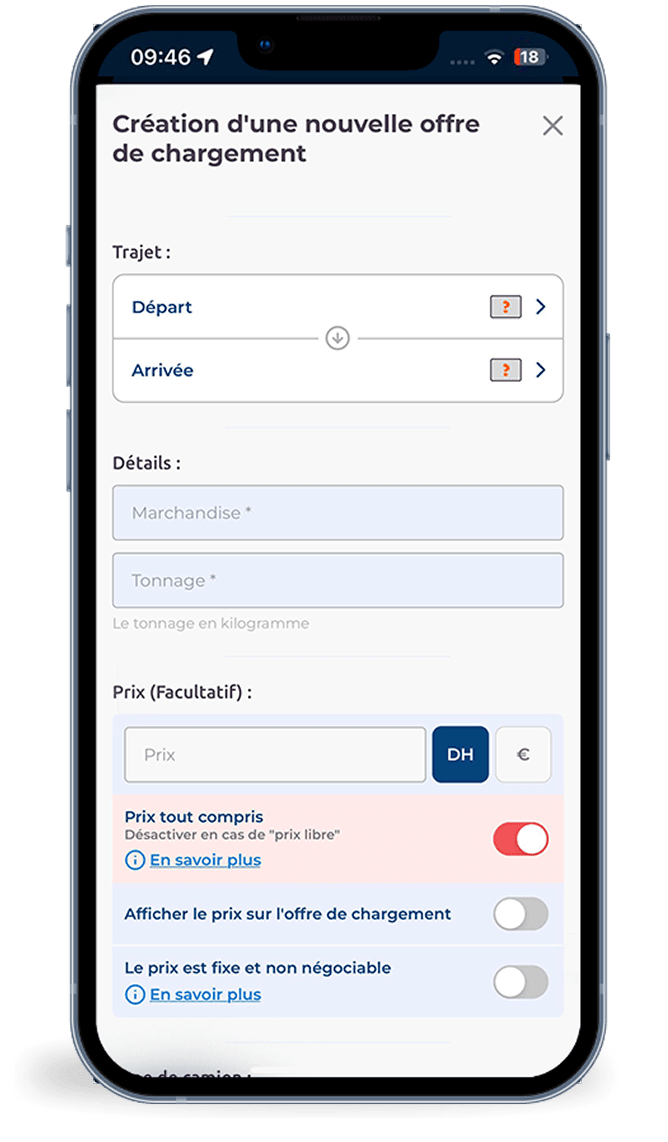 09:46
18
Création d'une nouvelle offre
de chargement
Trajet :
Départ
?
Arrivée
?
Détails :
Marchandise *
Tonnage *
Le tonnage en kilogramme
Prix (Facultatif) :
Prix
DH
€
Prix tout compris
Désactiver en cas de "prix libre"
En savoir plus
Afficher le prix sur l'offre de chargement
Le prix est fixe et non négociable
En savoir plus
de camion :